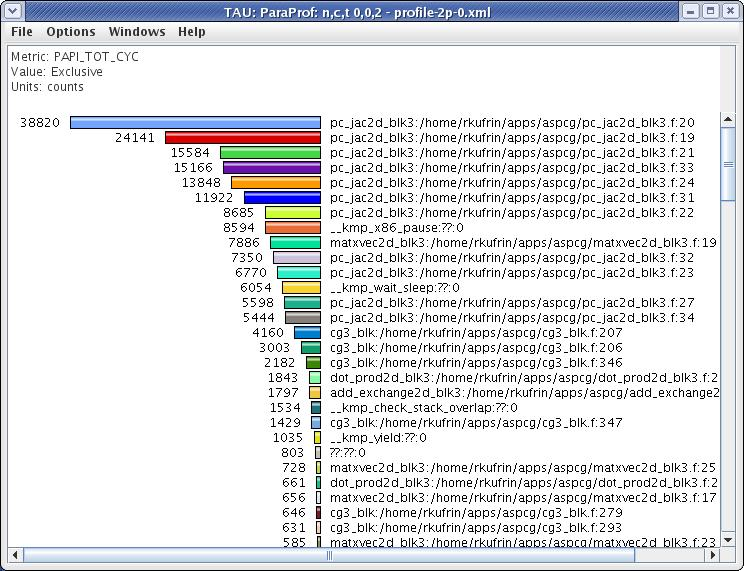 TAU: ParaProf: n,c,t 0,0,2 - profile-2p-0.xml
File Options Windows Help
Metric: PAPI_TOT_CYC
Value: Exclusive
Units: counts
38820 pc_jac2d_blk3:/home/rkufrin/apps/aspcg/pc_jac2d_blk3.f:20
24141 pc_jac2d_blk3:/home/rkufrin/apps/aspcg/pc_jac2d_blk3.f:19
15584 pc_jac2d_blk3:/home/rkufrin/apps/aspcg/pc_jac2d_blk3.f:21
15166 pc_jac2d_blk3:/home/rkufrin/apps/aspcg/pc_jac2d_blk3.f:33
13848 pc_jac2d_blk3:/home/rkufrin/apps/aspcg/pc_jac2d_blk3.f:24
11922 pc_jac2d_blk3:/home/rkufrin/apps/aspcg/pc_jac2d_blk3.f:31
8685 pc_jac2d_blk3:/home/rkufrin/apps/aspcg/pc_jac2d_blk3.f:22
8594 __kmp_x86_pause:??:0
7886 matxvec2d_blk3:/home/rkufrin/apps/aspcg/matxvec2d_blk3.f:19
7350 pc_jac2d_blk3:/home/rkufrin/apps/aspcg/pc_jac2d_blk3.f:32
6770 pc_jac2d_blk3:/home/rkufrin/apps/aspcg/pc_jac2d_blk3.f:23
6054 __kmp_wait_sleep:??:0
5598 pc_jac2d_blk3:/home/rkufrin/apps/aspcg/pc_jac2d_blk3.f:27
5444 pc_jac2d_blk3:/home/rkufrin/apps/aspcg/pc_jac2d_blk3.f:34
4160 cg3_blk:/home/rkufrin/apps/aspcg/cg3_blk.f:207
3003 cg3_blk:/home/rkufrin/apps/aspcg/cg3_blk.f:206
2182 cg3_blk:/home/rkufrin/apps/aspcg/cg3_blk.f:346
1843 dot_prod2d_blk3:/home/rkufrin/apps/aspcg/dot_prod2d_blk3.f:2
1797 add_exchange2d_blk3:/home/rkufrin/apps/aspcg/add_exchange2
1534 __kmp_check_stack_overlap:??:0
1429 cg3_blk:/home/rkufrin/apps/aspcg/cg3_blk.f:347
1035 __kmp_yield:??:0
803 ??:??:0
728 matxvec2d_blk3:/home/rkufrin/apps/aspcg/matxvec2d_blk3.f:25
661 dot_prod2d_blk3:/home/rkufrin/apps/aspcg/dot_prod2d_blk3.f:2
656 matxvec2d_blk3:/home/rkufrin/apps/aspcg/matxvec2d_blk3.f:17
646 cg3_blk:/home/rkufrin/apps/aspcg/cg3_blk.f:279
631 cg3_blk:/home/rkufrin/apps/aspcg/cg3_blk.f:293
585 matxvec2d_blk3:/home/rkufrin/apps/aspcg/matxvec2d_blk3.f:23